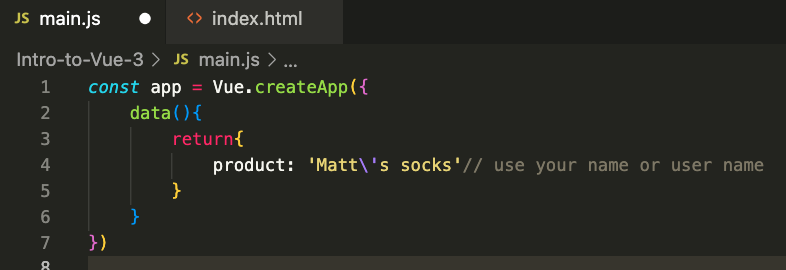 JS main.js ● <> index.html
Intro-to-Vue-3 > JS main.js > ...
1 const app = Vue.createApp({
2 data(){
3 return{
4 product: 'Matt\'s socks'// use your name or user name
5 }
6 }
7 })
8